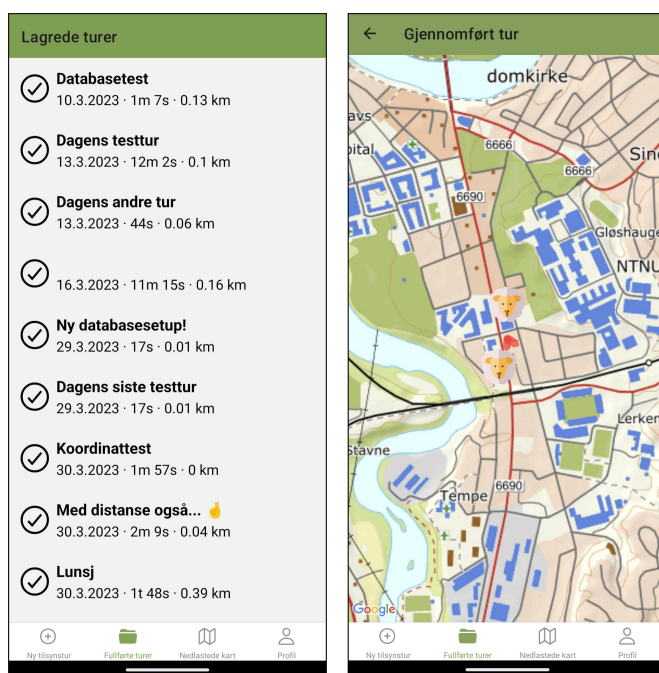 Lagrede turer
Databasetest
10.3.2023 · 1m 7s · 0.13 km
Dagens testtur
13.3.2023 · 12m 2s · 0.1 km
Dagens andre tur
13.3.2023 · 44s · 0.06 km
16.3.2023 · 11m 15s · 0.16 km
Ny databasesetup!
29.3.2023 · 17s · 0.01 km
Dagens siste testtur
29.3.2023 · 17s · 0.01 km
Koordinattest
30.3.2023 · 1m 57s · 0 km
Med distanse også... 🤞
30.3.2023 · 2m 9s · 0.04 km
Lunsj
30.3.2023 · 1t 48s · 0.39 km
Ny tilsynstur
Fullførte turer
Nedlastede kart
Profil
Gjennomført tur
domkirke
avs
ital
6666
6666
Sin
6690
Gløshauge
NTNU
Lerker
Stavne
6690
Tempe
Google
Ny tilsynstur
Fullførte turer
Nedlastede kart
Profil